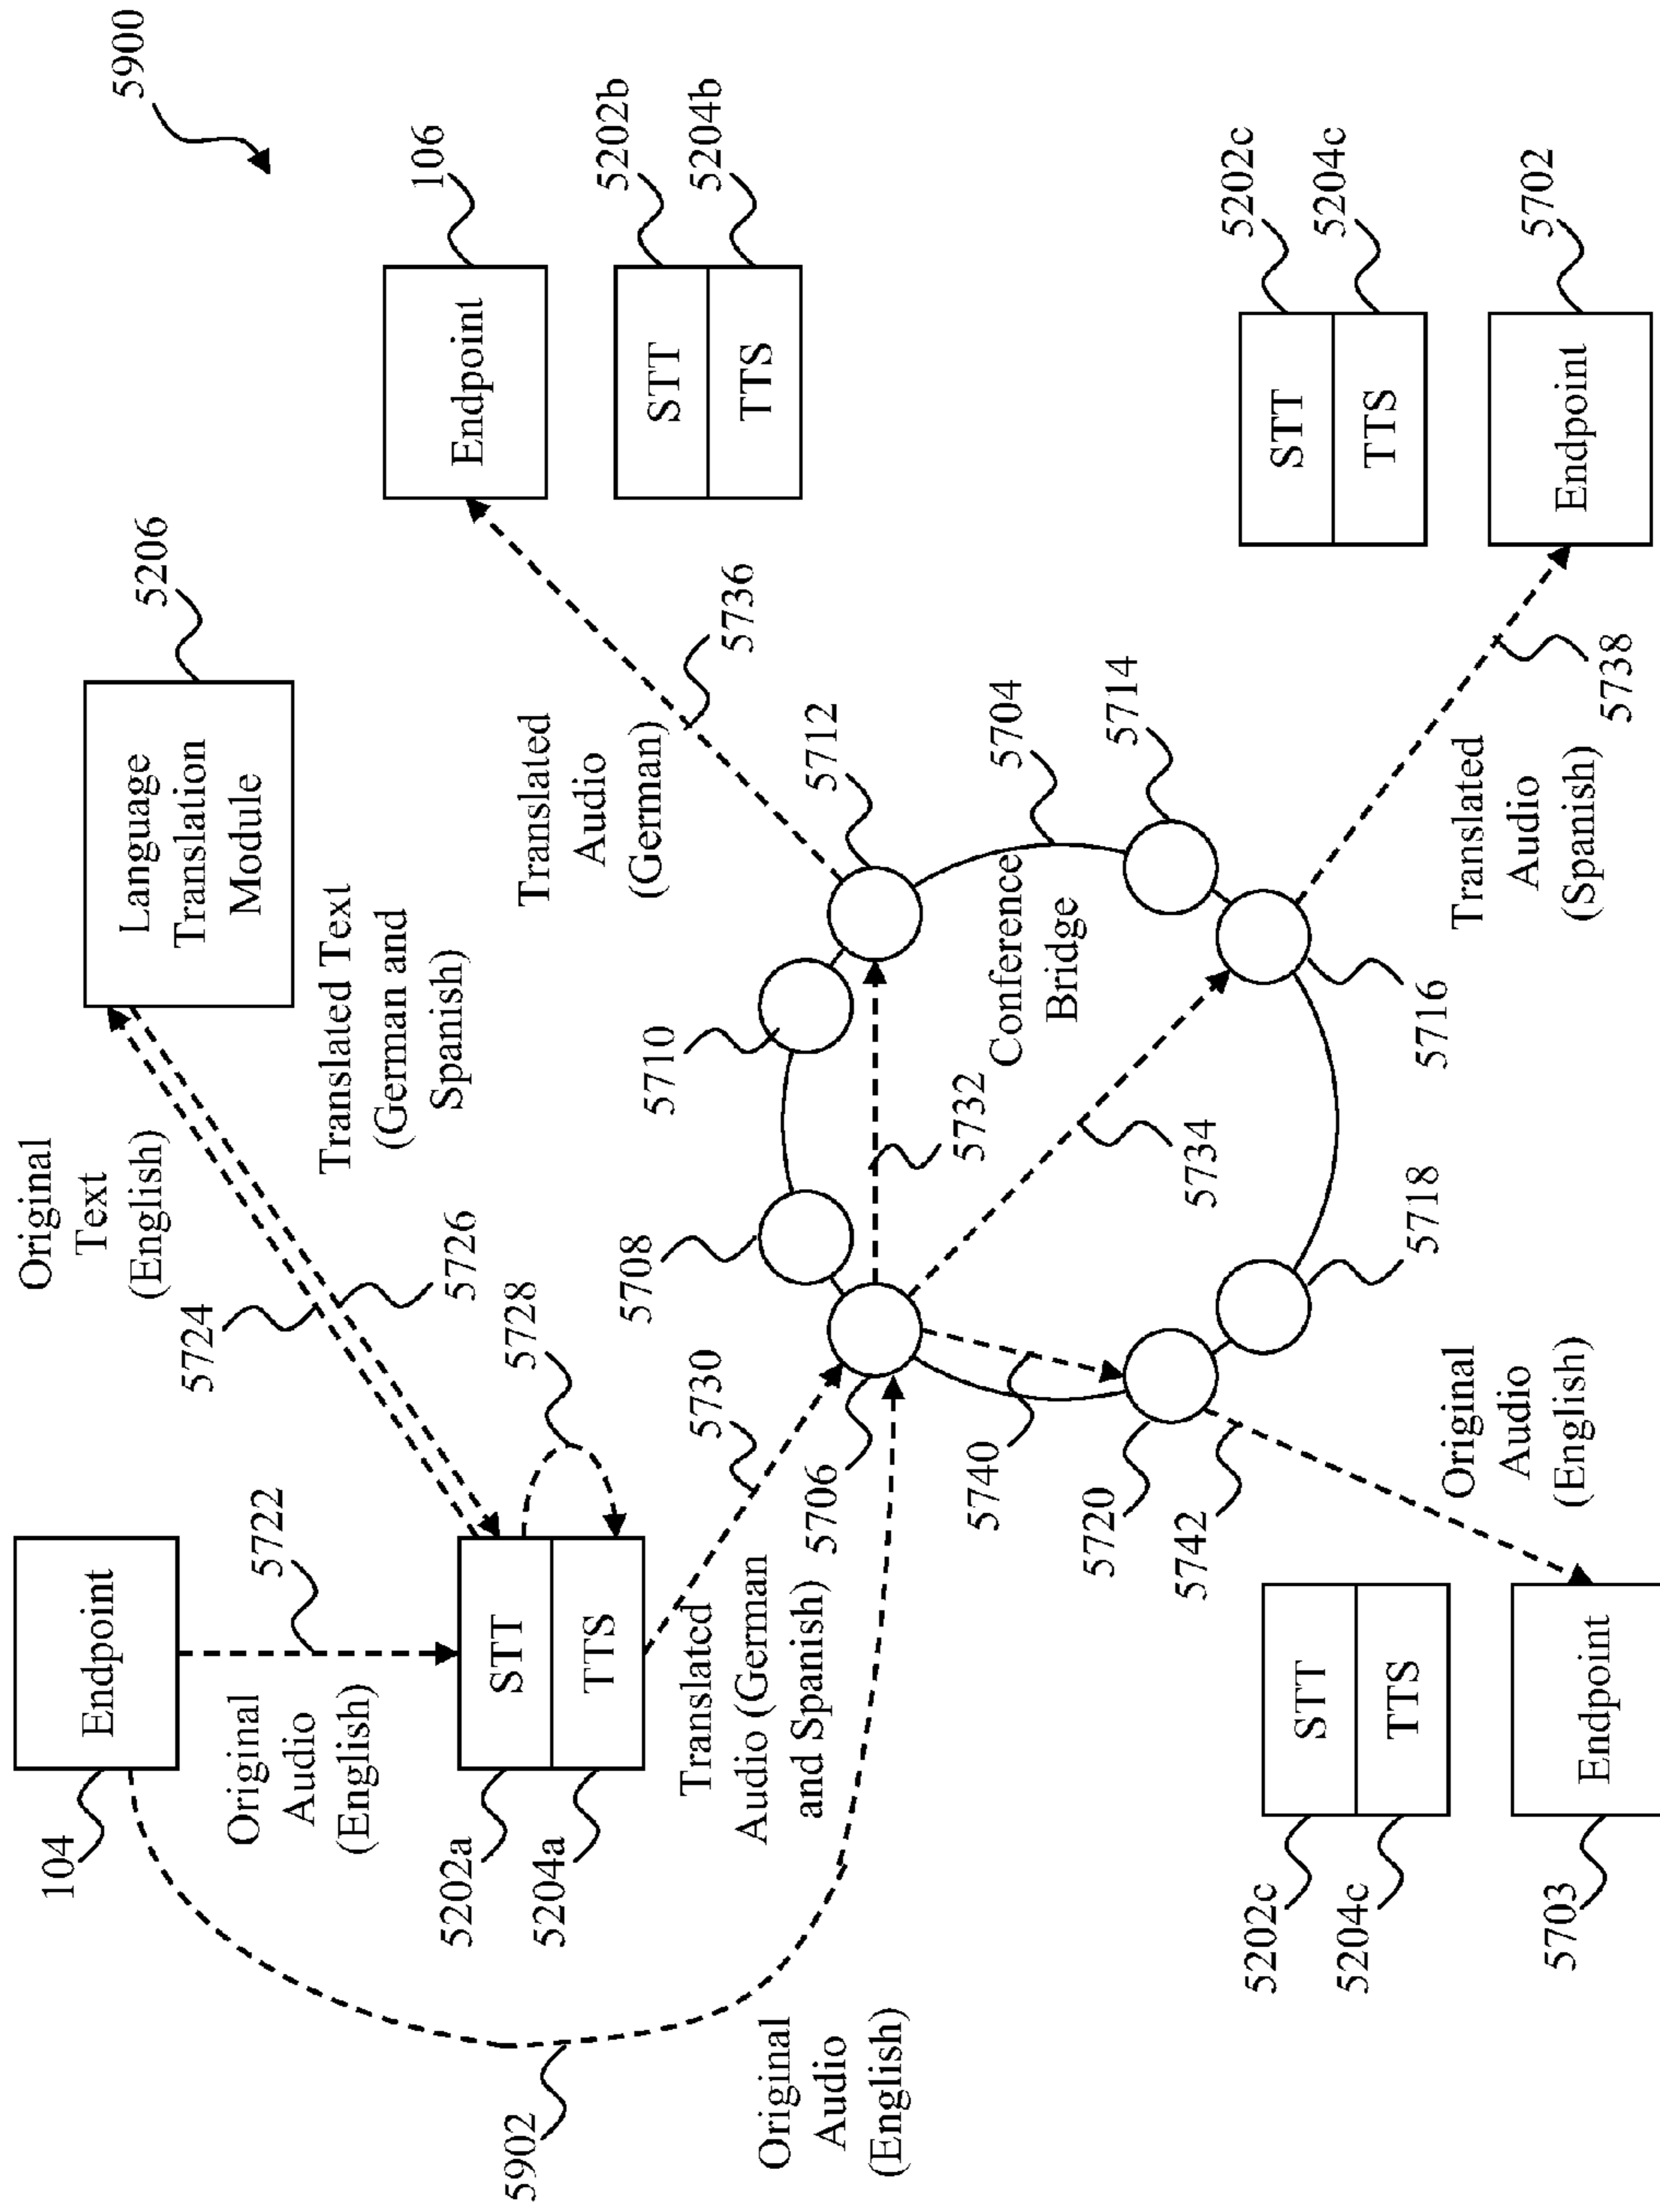 5900
Endpoint
104
5722
Original
Audio
(English)
STT
TTS
5202a
5204a
5902
Original
Audio
(English)
Original
Text
(English)
5724
5726
5728
Language
Translation
Module
5206
Translated Text
(German and
Spanish)
5730
Translated
Audio (German
and Spanish)
5706
5708
5710
5712
5732
Conference
Bridge
5704
5714
5734
5716
5718
5740
5720
5742
Translated
Audio
(German)
5736
Endpoint
106
STT
TTS
5202b
5204b
STT
TTS
5202c
5204c
Endpoint
5702
Translated
Audio
(Spanish)
5738
Original
Audio
(English)
STT
TTS
5202c
5204c
Endpoint
5703